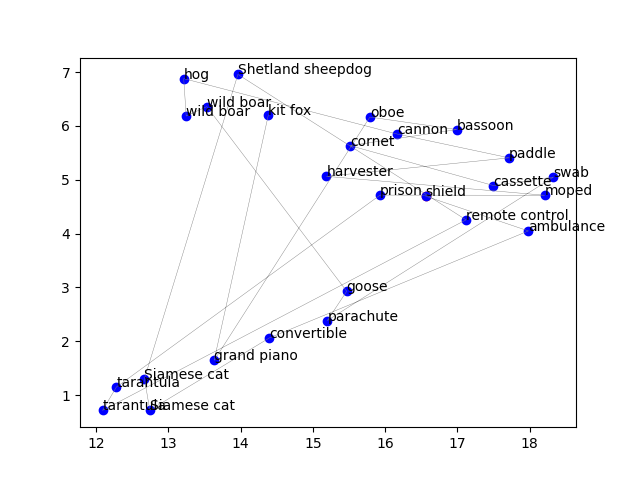 7
6
5
4
3
2
1
hog
Shetland sheepdog
wild boar
wild boar
kit fox
oboe
cannon
bassoon
cornet
paddle
harvester
swab
cassette
moped
prison
shield
remote control
ambulance
goose
parachute
convertible
grand piano
Siamese cat
tarantula
tarantula
Siamese cat
12 13 14 15 16 17 18